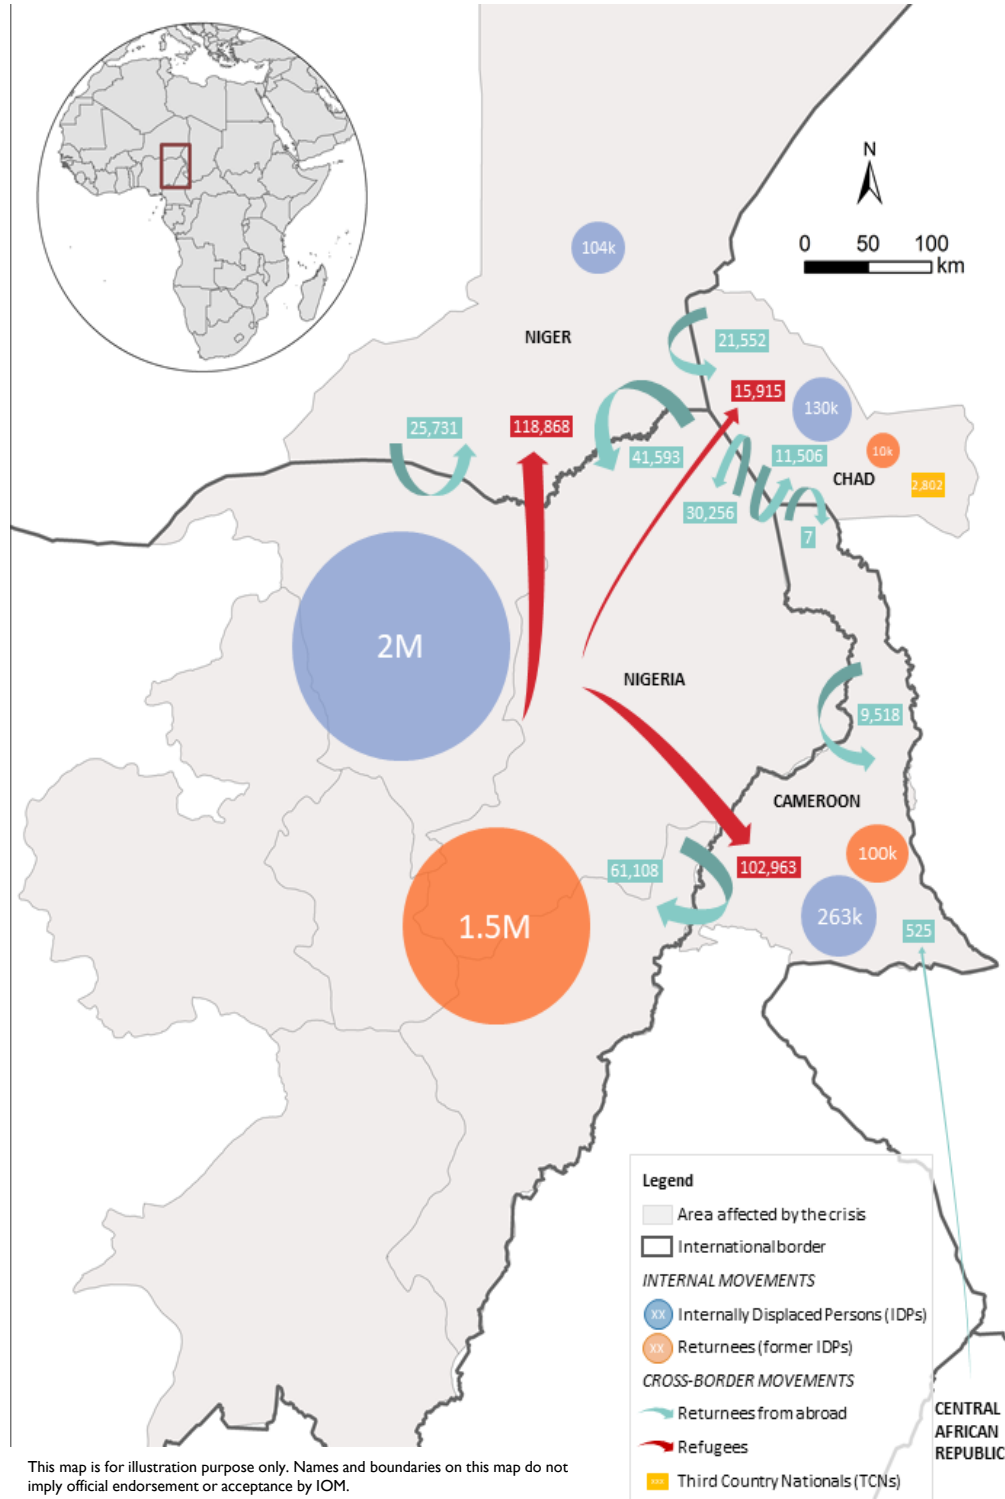 N
0 50 100
km
104k
NIGER
21,552
15,915
130k
25,731
118,868
41,593
11,506
10k
CHAD
2,802
30,256
7
2M
NIGERIA
9,518
CAMEROON
100k
61,108
102,963
263k
1.5M
525
Legend
Area affected by the crisis
International border
INTERNAL MOVEMENTS
XX Internally Displaced Persons (IDPs)
XX Returnees (former IDPs)
CROSS-BORDER MOVEMENTS
Returnees from abroad
Refugees
xxx Third Country Nationals (TCNs)
CENTRAL
AFRICAN
REPUBLIC
This map is for illustration purpose only. Names and boundaries on this map do not
imply official endorsement or acceptance by IOM.